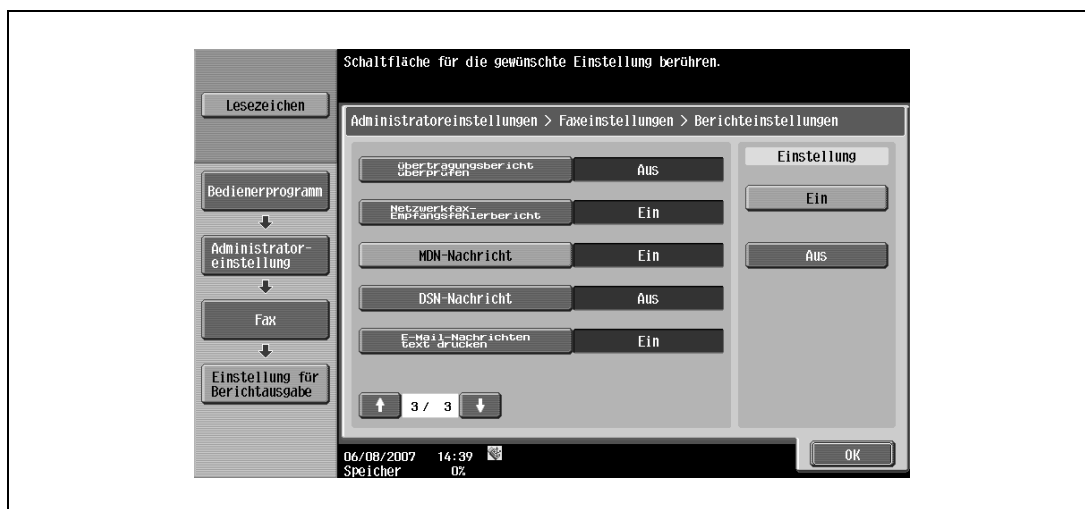 Schaltfläche für die gewünschte Einstellung berühren.
Lesezeichen
Administratoreinstellungen > Faxeinstellungen > Berichteinstellungen
Bedienerprogramm
Administrator-
einstellung
Fax
Einstellung für
Berichtausgabe
Übertragungsbericht
überprüfen
Aus
Netzwerkfax-
Empfangsfehlerbericht
Ein
MDN-Nachricht
Ein
DSN-Nachricht
Aus
E-Mail-Nachrichten
text drucken
Ein
3/ 3
Einstellung
Ein
Aus
06/08/2007 14:39
Speicher 0%
OK